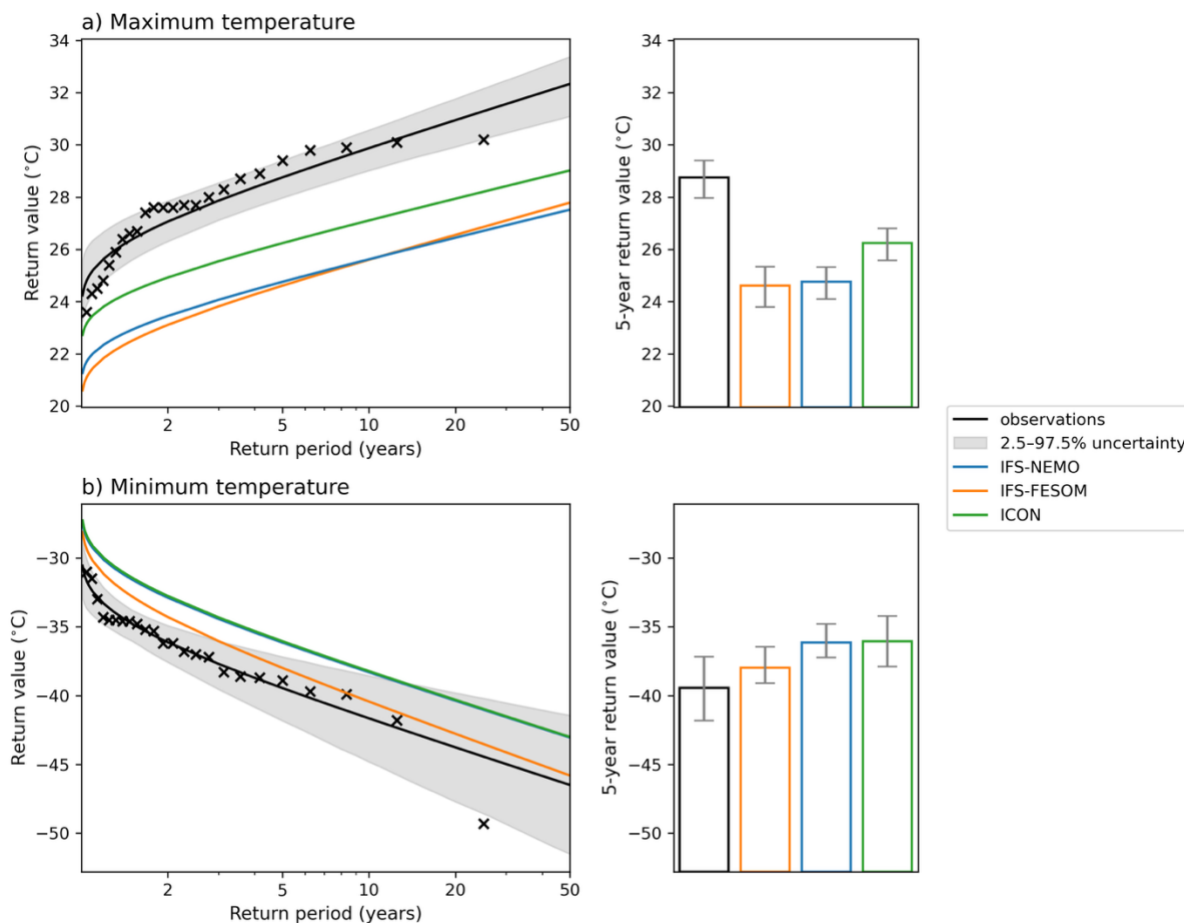 a) Maximum temperature
34
32
30
28
26
24
22
20
Return value (°C)
2 5 10 20 50
Return period (years)
34
32
30
28
26
24
22
20
5-year return value (°C)
observations
2.5–97.5% uncertainty
IFS-NEMO
IFS-FESOM
ICON
b) Minimum temperature
−30
−35
−40
−45
−50
Return value (°C)
2 5 10 20 50
Return period (years)
−30
−35
−40
−45
−50
5-year return value (°C)